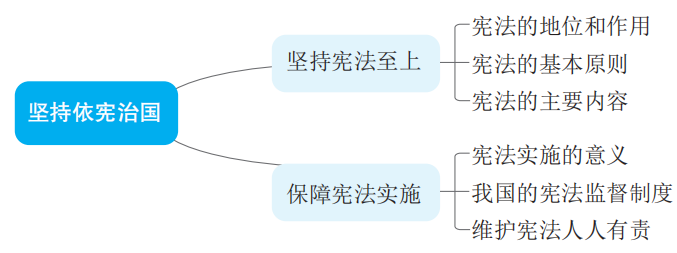 坚持依宪治国
坚持宪法至上
宪法的地位和作用
宪法的基本原则
宪法的主要内容
保障宪法实施
宪法实施的意义
我国的宪法监督制度
维护宪法人人有责